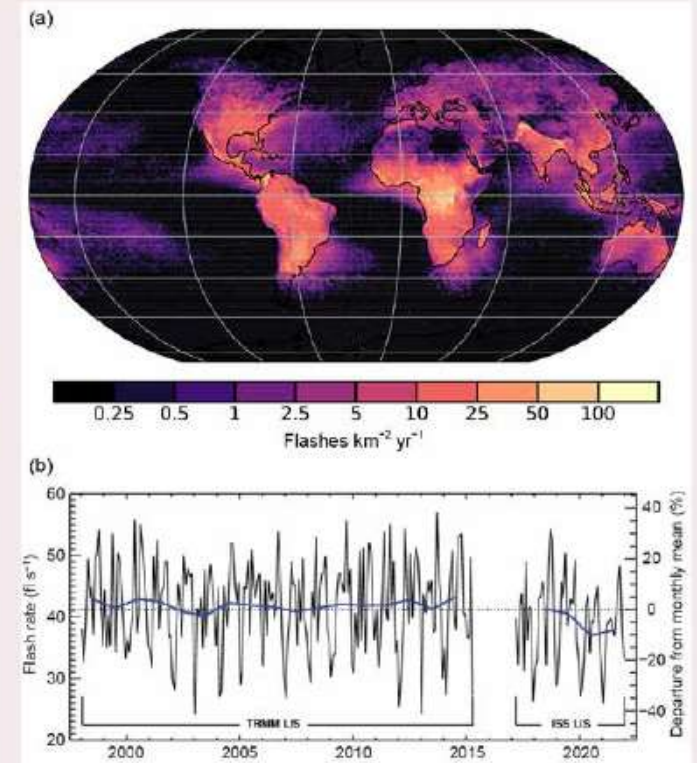 (a)
0.25 0.5 1 2.5 5 10 25 50 100
Flashes km⁻² yr⁻¹
(b)
60
50
40
30
20
Flash rate (fl s⁻¹)
40
20
0
−20
−40
Departure from monthly mean (%)
TRMM LIS
ISS LIS
2000 2005 2010 2015 2020